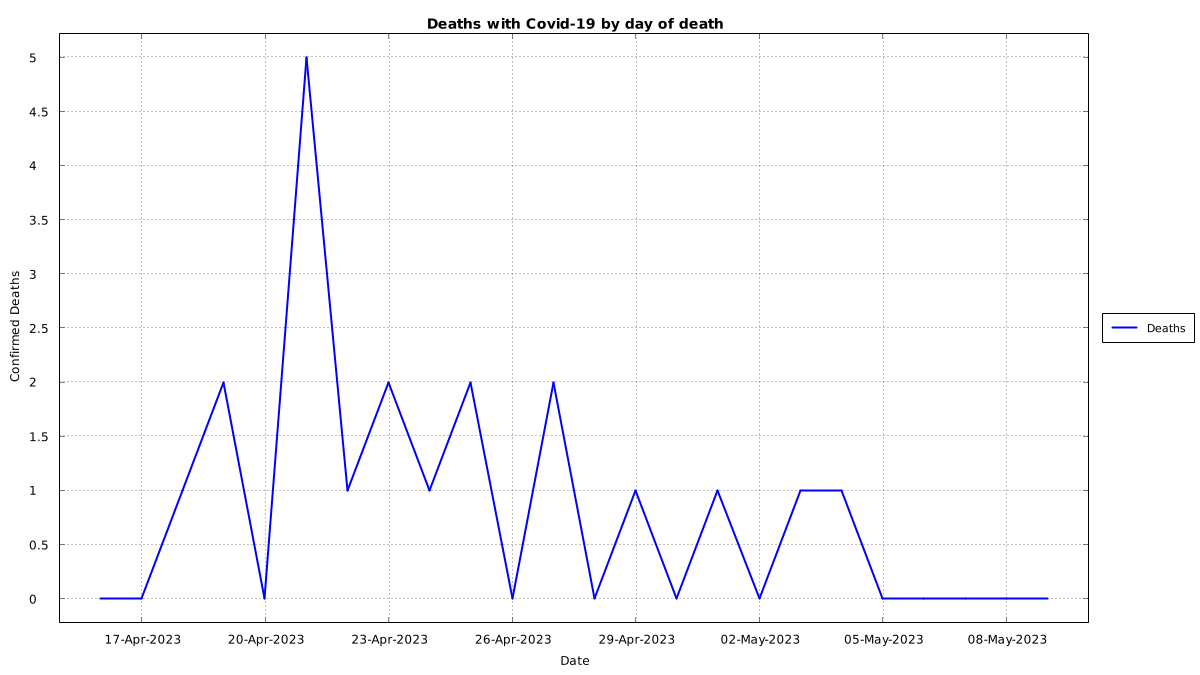 Deaths with Covid-19 by day of death
5
4.5
4
3.5
3
2.5
2
1.5
1
0.5
0
Confirmed Deaths
Deaths
17-Apr-2023 20-Apr-2023 23-Apr-2023 26-Apr-2023 29-Apr-2023 02-May-2023 05-May-2023 08-May-2023
Date